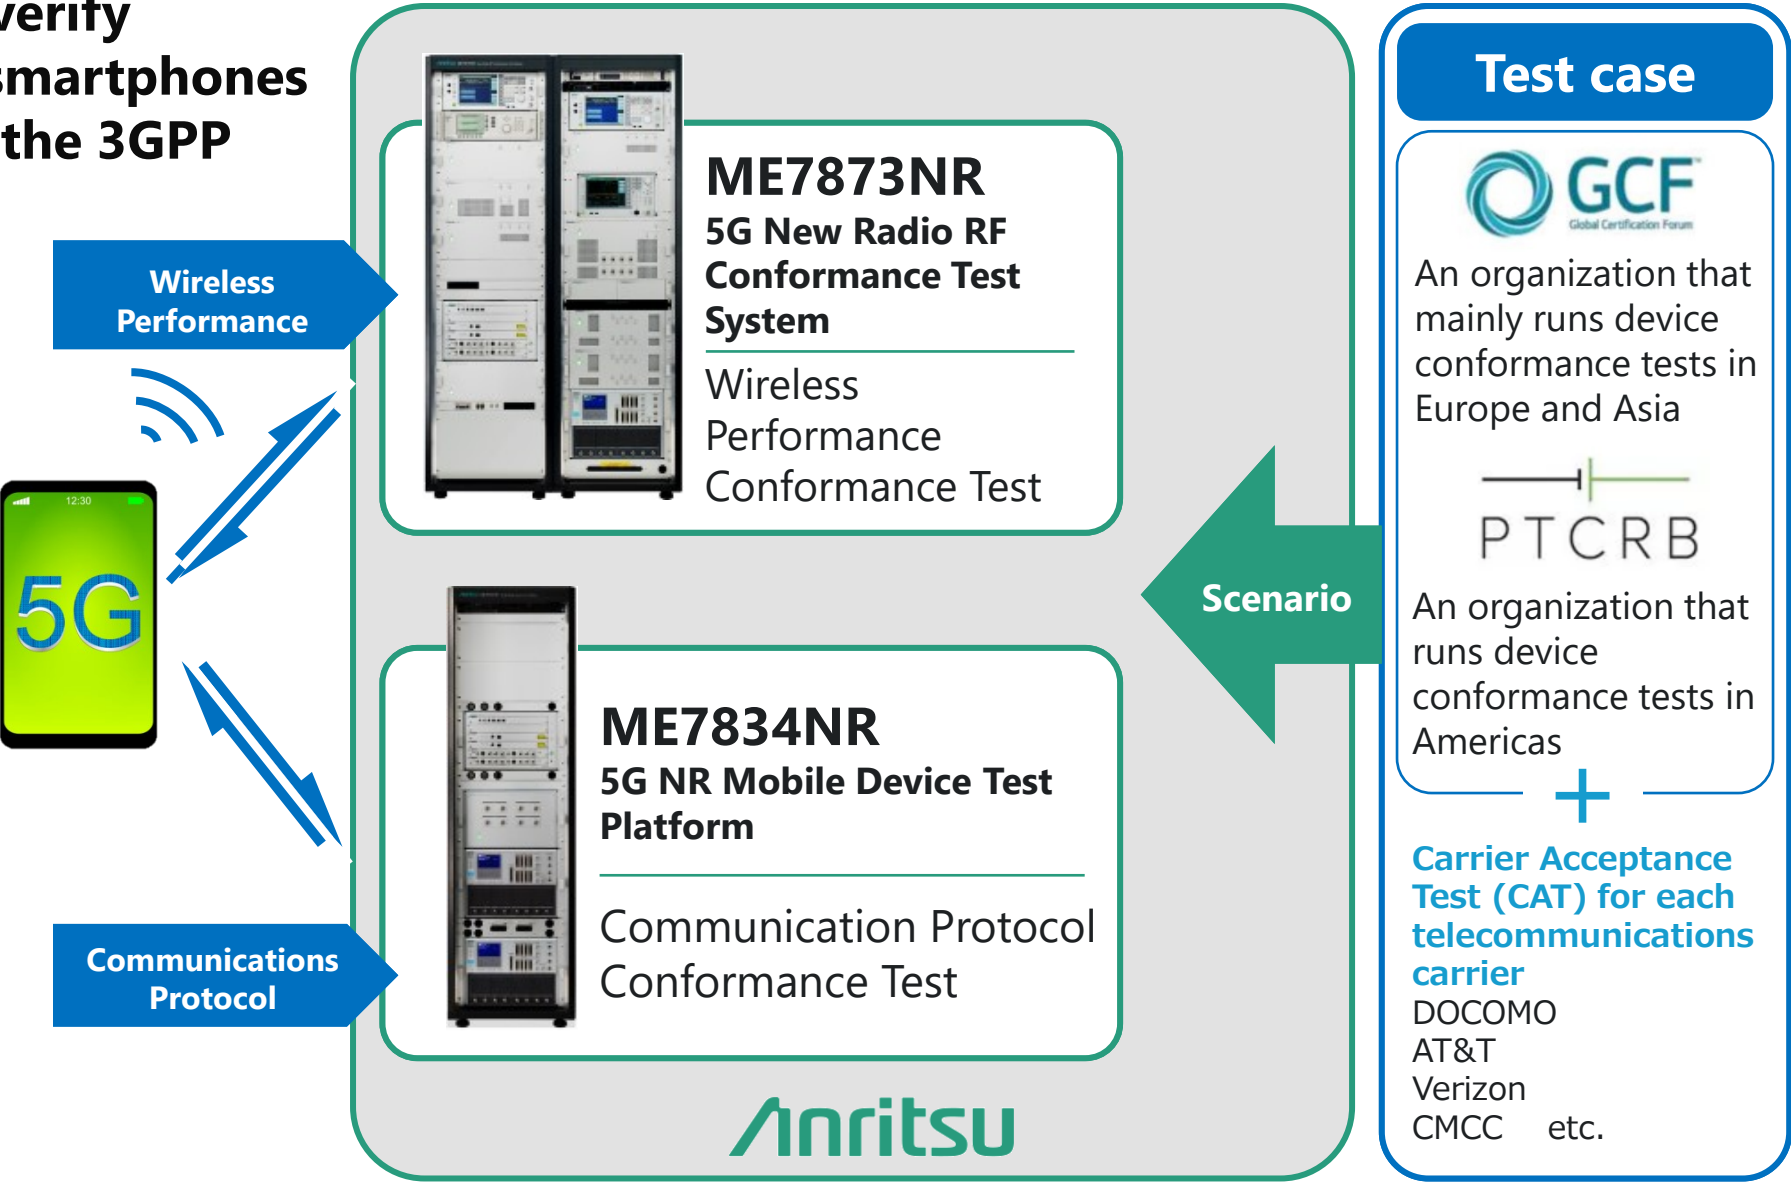 verify
smartphones
the 3GPP
Wireless
Performance
12:30
5G
Communications
Protocol
ME7873NR
5G New Radio RF
Conformance Test
System
Wireless
Performance
Conformance Test
ME7834NR
5G NR Mobile Device Test
Platform
Communication Protocol
Conformance Test
Anritsu
Scenario
Test case
GCF
Global Certification Forum
An organization that
mainly runs device
conformance tests in
Europe and Asia
PTCRB
An organization that
runs device
conformance tests in
Americas
+
Carrier Acceptance
Test (CAT) for each
telecommunications
carrier
DOCOMO
AT&T
Verizon
CMCC etc.